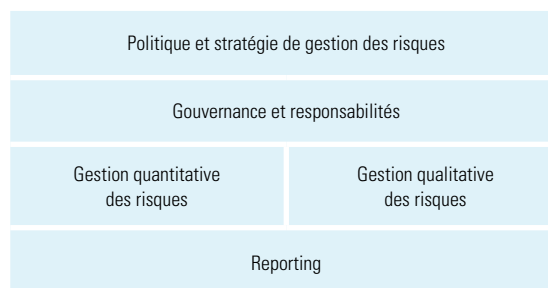 Politique et stratégie de gestion des risques
Gouvernance et responsabilités
Gestion quantitative
des risques
Gestion qualitative
des risques
Reporting